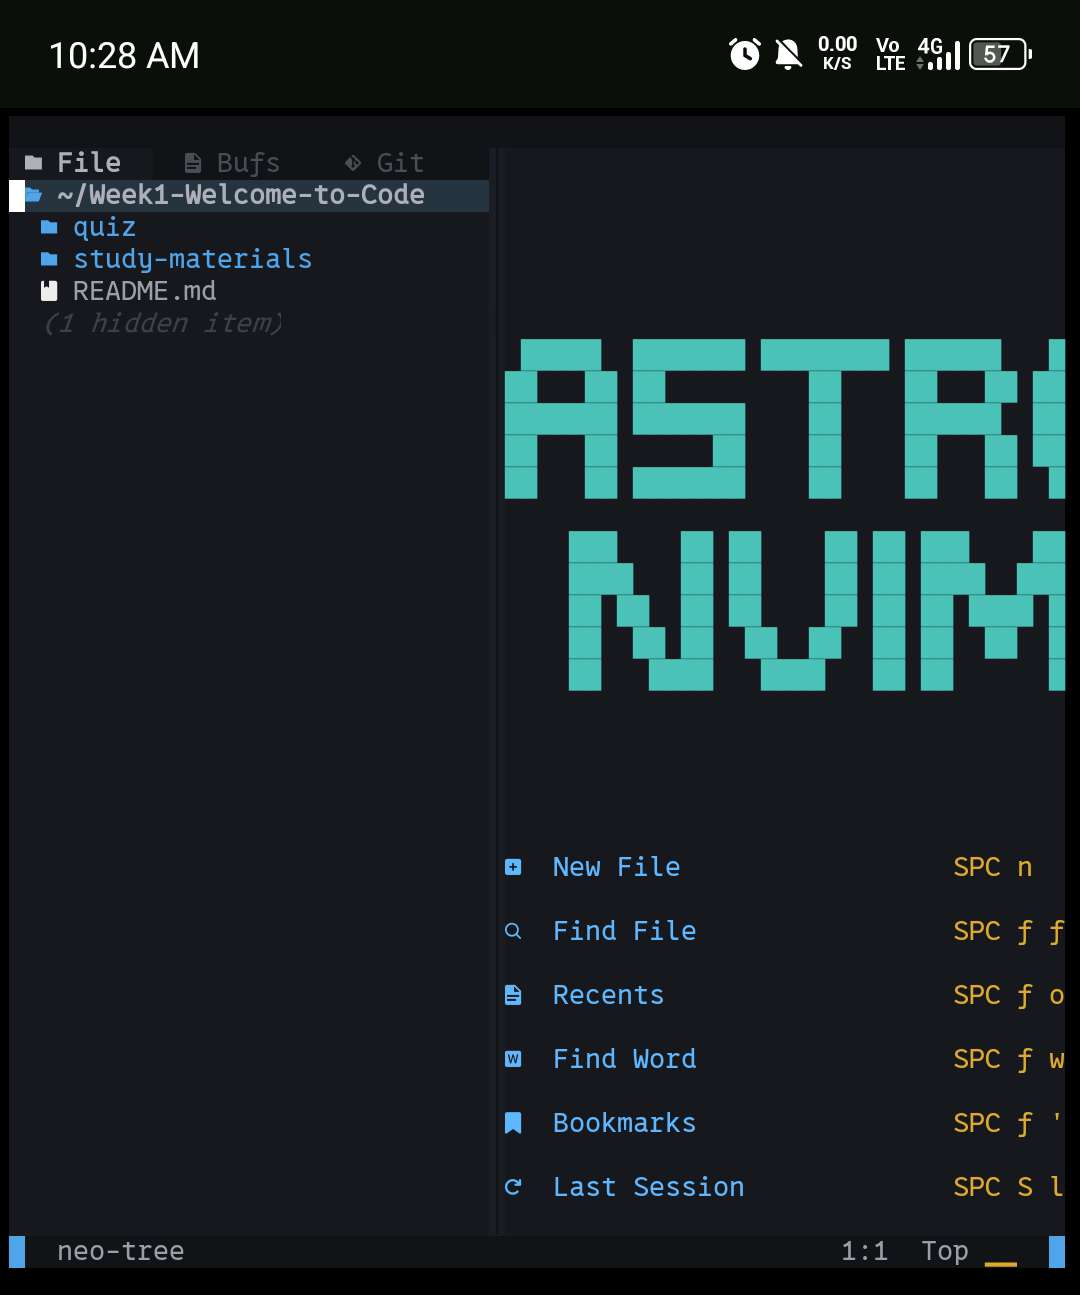 10:28 AM 0.00 K/S Vo LTE 4G 57
File Bufs Git
~/Week1-Welcome-to-Code
quiz
study-materials
README.md
(1 hidden item)
ASTRO
NVIM
New File SPC n
Find File SPC f f
Recents SPC f o
Find Word SPC f w
Bookmarks SPC f '
Last Session SPC S l
neo-tree 1:1 Top